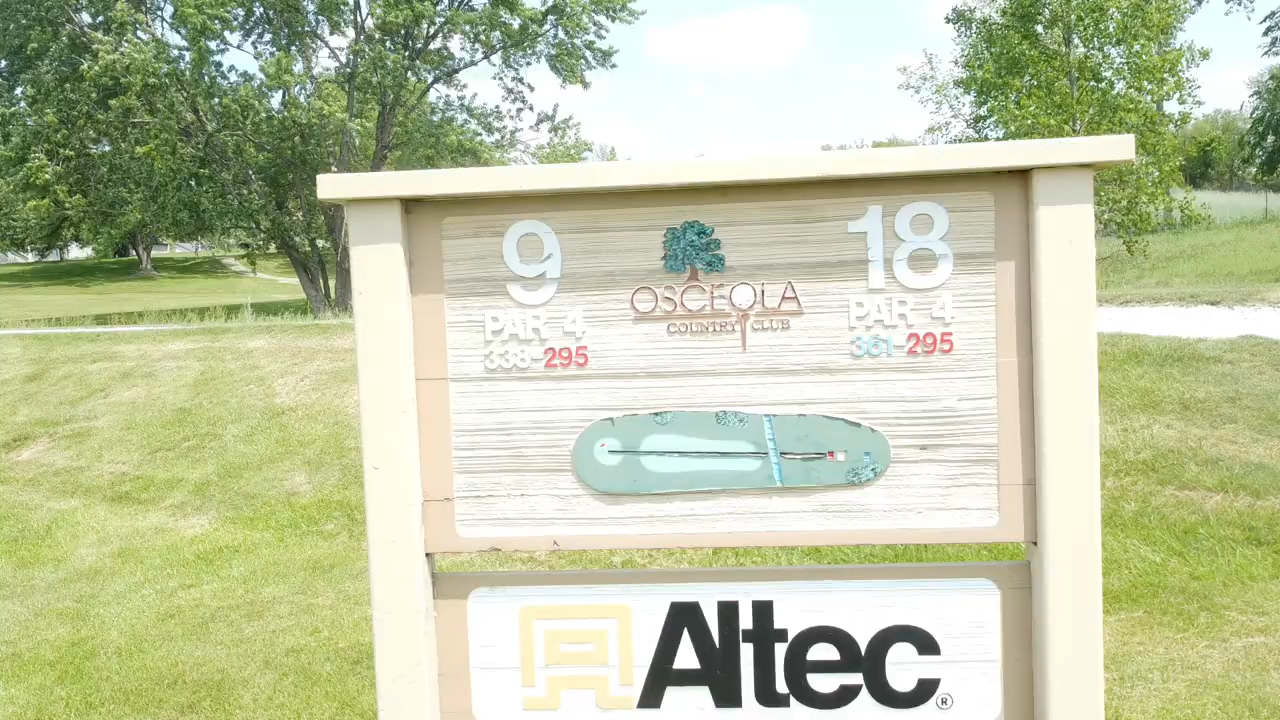 9
PAR 4
338-295
OSCEOLA
COUNTRY CLUB
18
PAR 4
361-295
Altec®